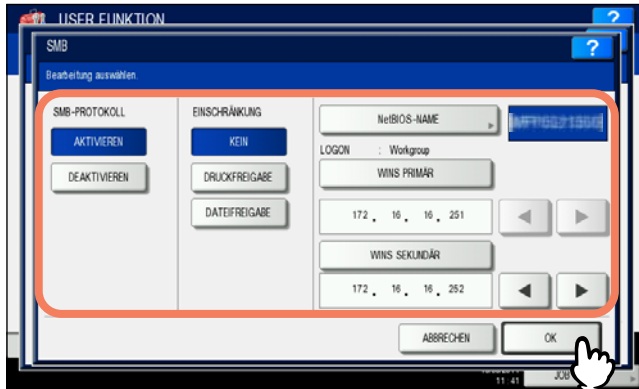 USER FUNKTION
?
SMB
?
Bearbeitung auswählen.
SMB-PROTOKOLL
AKTIVIEREN
DEAKTIVIEREN
EINSCHRÄNKUNG
KEIN
DRUCKFREIGABE
DATEIFREIGABE
NetBIOS-NAME
LOGON : Workgroup
WINS PRIMÄR
172. 16. 16. 251
WINS SEKUNDÄR
172. 16. 16. 252
ABBRECHEN
OK
11:41
JOB